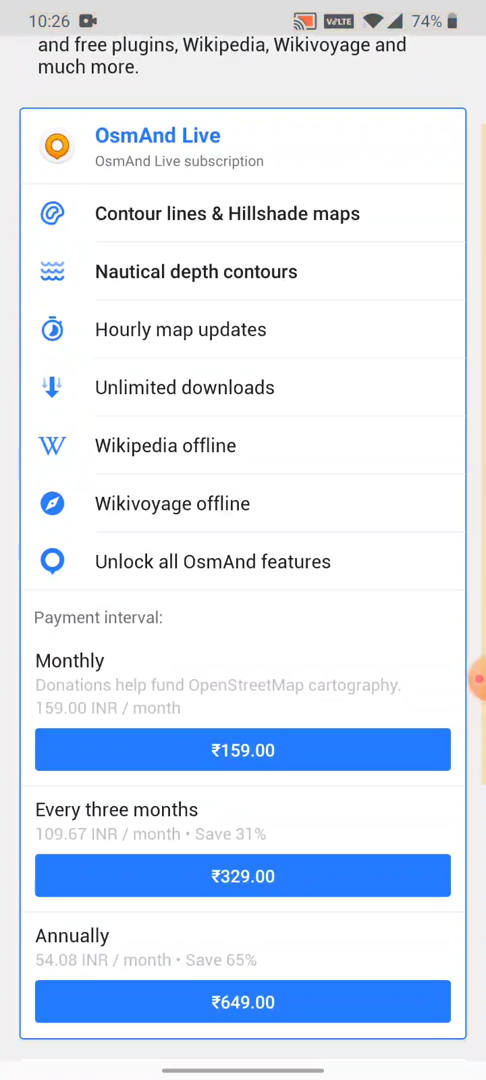 10:26
VoLTE
74%
and free plugins, Wikipedia, Wikivoyage and
much more.
OsmAnd Live
OsmAnd Live subscription
Contour lines & Hillshade maps
Nautical depth contours
Hourly map updates
Unlimited downloads
W Wikipedia offline
Wikivoyage offline
Unlock all OsmAnd features
Payment interval:
Monthly
Donations help fund OpenStreetMap cartography.
159.00 INR / month
₹159.00
Every three months
109.67 INR / month • Save 31%
₹329.00
Annually
54.08 INR / month • Save 65%
₹649.00